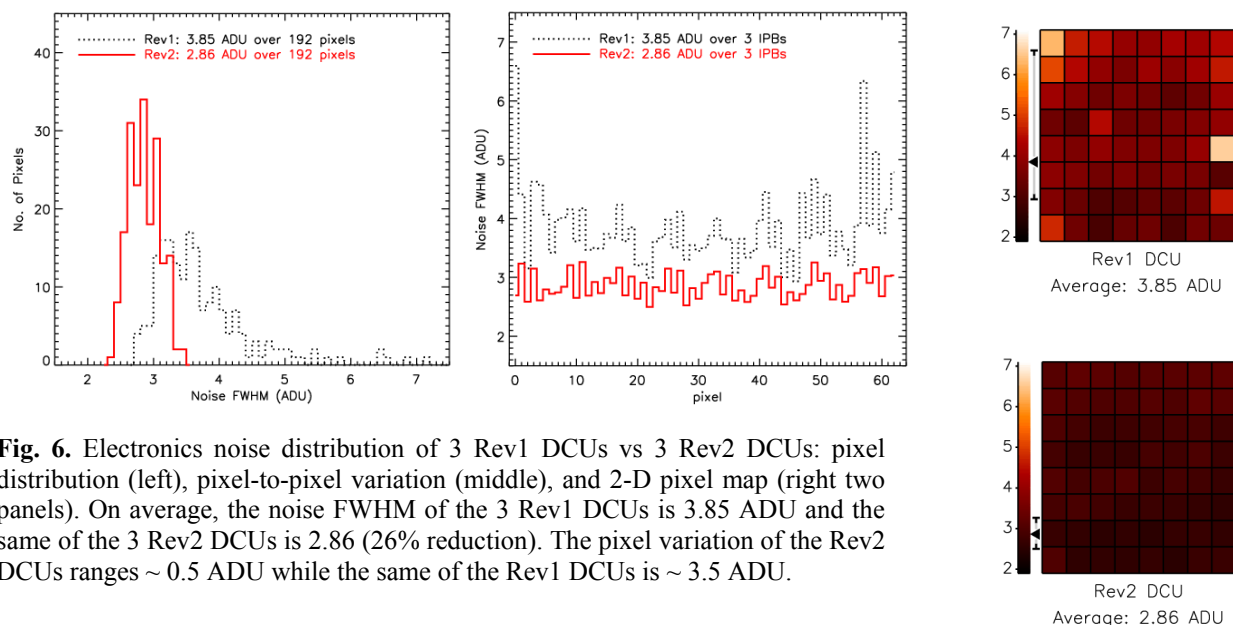 Rev1: 3.85 ADU over 192 pixels
Rev2: 2.86 ADU over 192 pixels
40
30
20
10
0
No. of Pixels
2 3 4 5 6 7
Noise FWHM (ADU)
Rev1: 3.85 ADU over 3 IPBs
Rev2: 2.86 ADU over 3 IPBs
7
6
5
4
3
2
Noise FWHM (ADU)
0 10 20 30 40 50 60
pixel
7
6
5
4
3
2
Rev1 DCU
Average: 3.85 ADU
7
6
5
4
3
2
Rev2 DCU
Average: 2.86 ADU
Fig. 6. Electronics noise distribution of 3 Rev1 DCUs vs 3 Rev2 DCUs: pixel
distribution (left), pixel-to-pixel variation (middle), and 2-D pixel map (right two
panels). On average, the noise FWHM of the 3 Rev1 DCUs is 3.85 ADU and the
same of the 3 Rev2 DCUs is 2.86 (26% reduction). The pixel variation of the Rev2
DCUs ranges ~ 0.5 ADU while the same of the Rev1 DCUs is ~ 3.5 ADU.